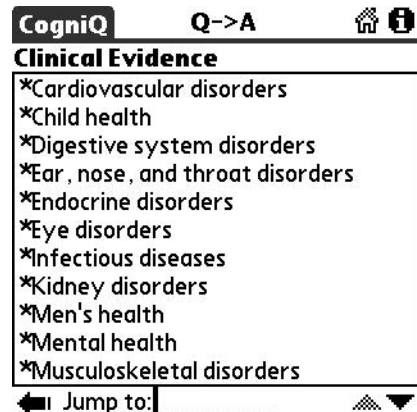 CogniQ Q->A
Clinical Evidence
*Cardiovascular disorders
*Child health
*Digestive system disorders
*Ear, nose, and throat disorders
*Endocrine disorders
*Eye disorders
*Infectious diseases
*Kidney disorders
*Men's health
*Mental health
*Musculoskeletal disorders
Jump to: